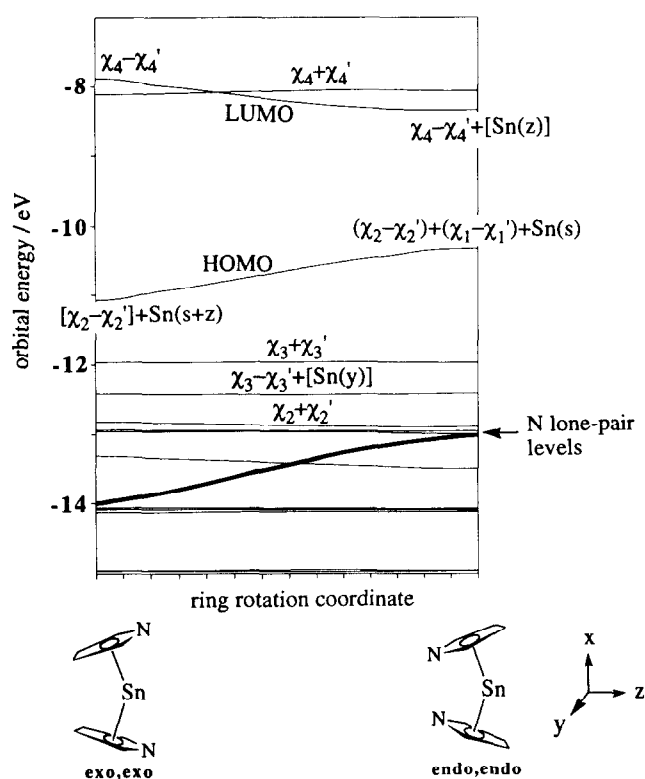 χ₄−χ₄'
χ₄+χ₄'
-8
LUMO
χ₄−χ₄'+[Sn(z)]
orbital energy / eV
-10
(χ₂−χ₂')+(χ₁−χ₁')+Sn(s)
HOMO
[χ₂−χ₂']+Sn(s+z)
-12
χ₃+χ₃'
χ₃−χ₃'+[Sn(y)]
χ₂+χ₂'
N lone-pair
levels
-14
ring rotation coordinate
N
Sn
N
exo,exo
N
Sn
N
endo,endo
x
z
y